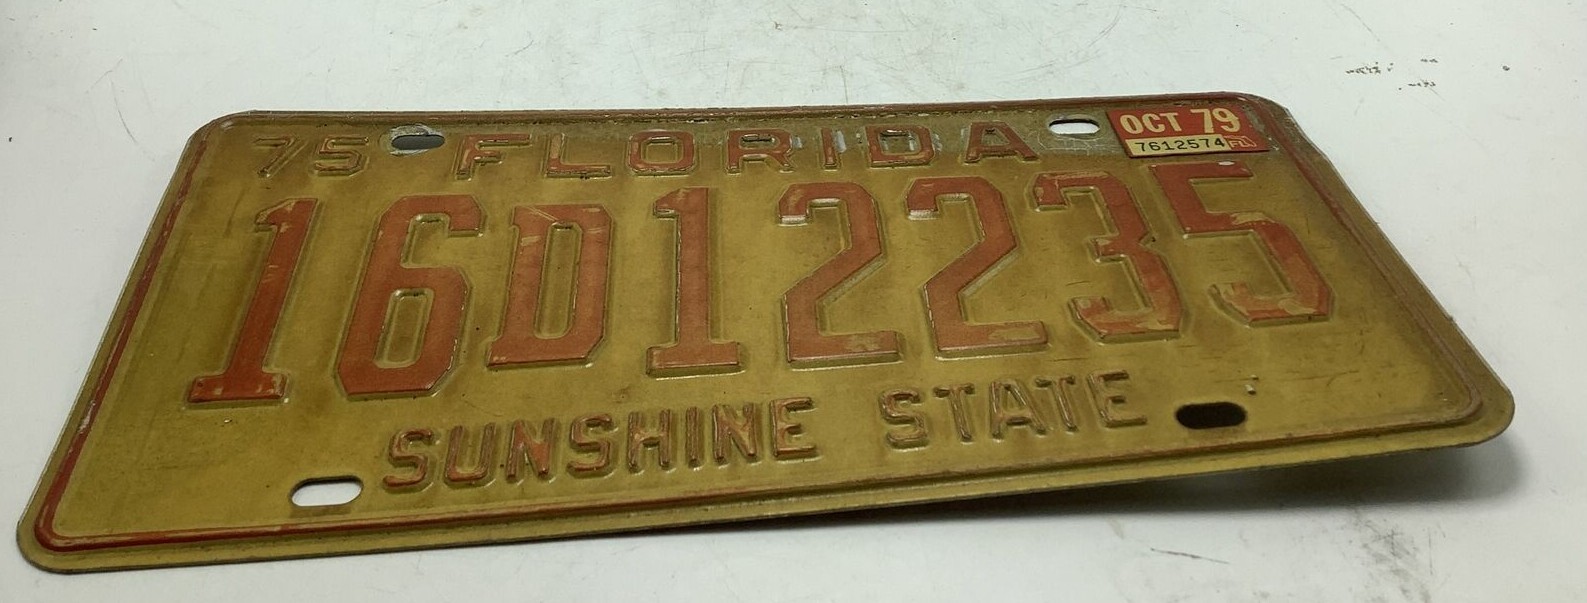 75 FLORIDA
OCT 79
7612574 FL
16D12235
SUNSHINE STATE